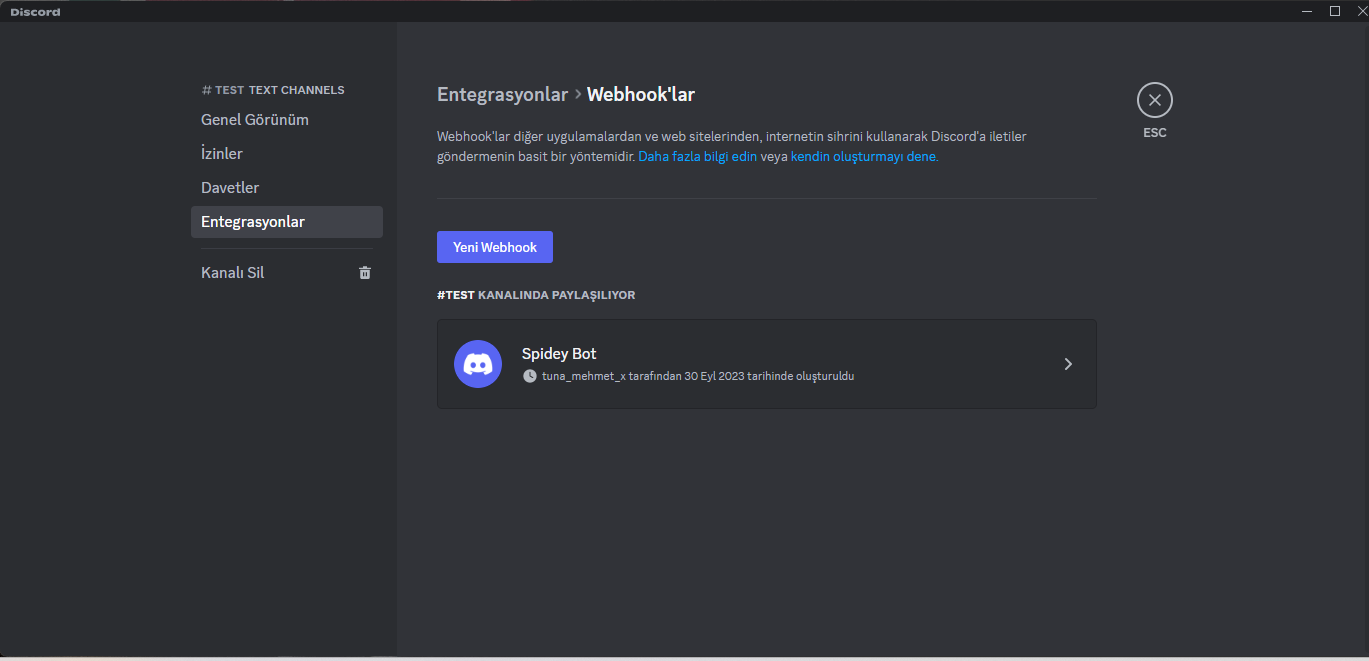 Discord
# TEST TEXT CHANNELS
Genel Görünüm
İzinler
Davetler
Entegrasyonlar
Kanalı Sil
Entegrasyonlar › Webhook'lar
Webhook'lar diğer uygulamalardan ve web sitelerinden, internetin sihrini kullanarak Discord'a iletiler
göndermenin basit bir yöntemidir. Daha fazla bilgi edin veya kendin oluşturmayı dene.
Yeni Webhook
#TEST KANALINDA PAYLAŞILIYOR
Spidey Bot
tuna_mehmet_x tarafından 30 Eyl 2023 tarihinde oluşturuldu
ESC